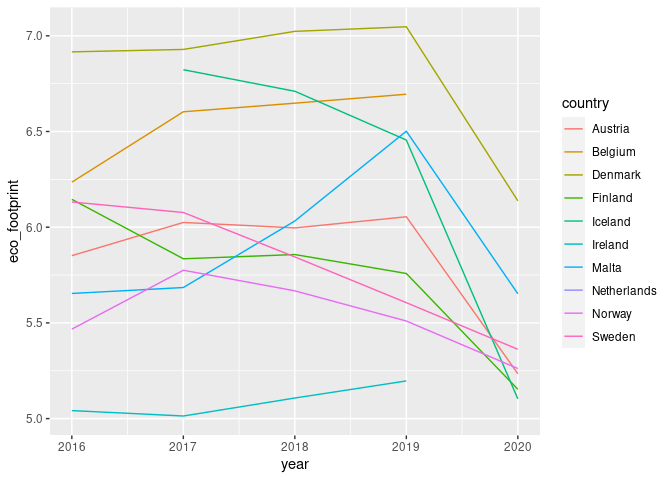 7.0
6.5
6.0
5.5
5.0
eco_footprint
2016 2017 2018 2019 2020
year
country
Austria
Belgium
Denmark
Finland
Iceland
Ireland
Malta
Netherlands
Norway
Sweden